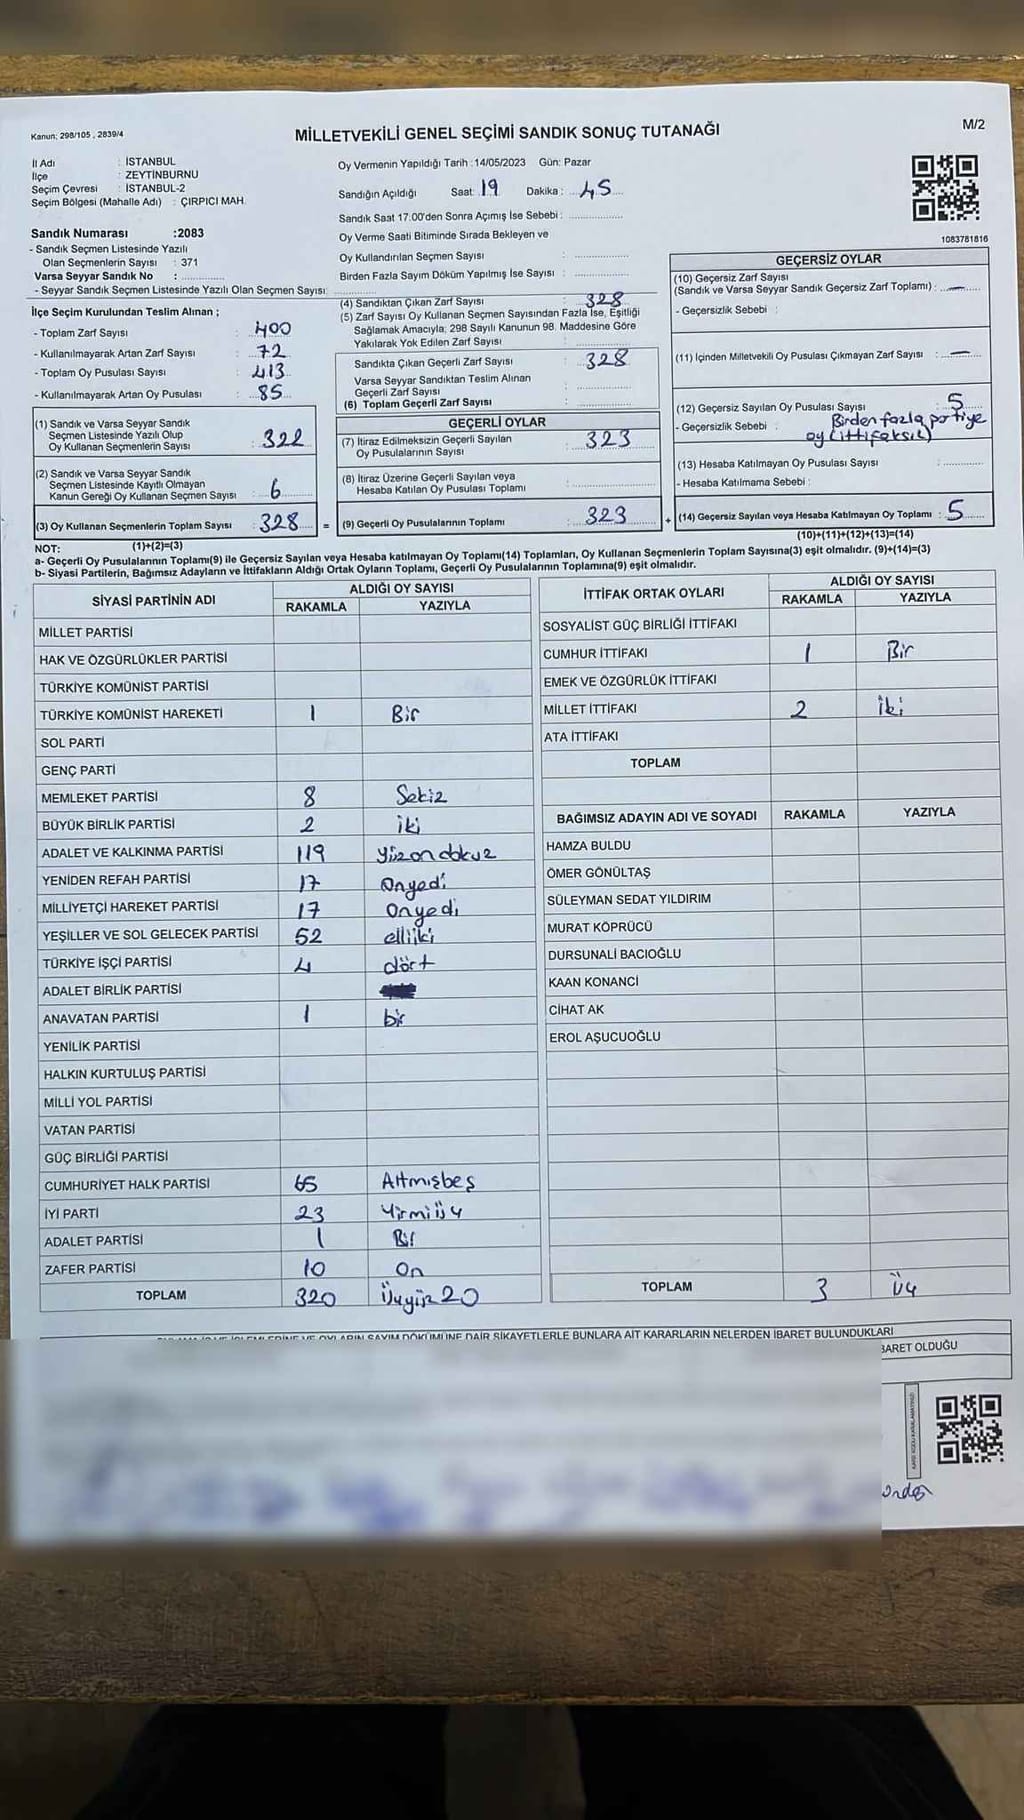 Kanun; 298/105 , 2839/4
MİLLETVEKİLİ GENEL SEÇİMİ SANDIK SONUÇ TUTANAĞI
M/2
İl Adı : İSTANBUL
İlçe : ZEYTİNBURNU
Seçim Çevresi : İSTANBUL-2
Seçim Bölgesi (Mahalle Adı) : ÇIRPICI MAH.
Oy Vermenin Yapıldığı Tarih : 14/05/2023 Gün: Pazar
Sandığın Açıldığı Saat: 19 Dakika : 45
Sandık Saat 17.00'den Sonra Açımış İse Sebebi :
Oy Verme Saati Bitiminde Sırada Bekleyen ve
Oy Kullandırılan Seçmen Sayısı :
Birden Fazla Sayım Döküm Yapılmış İse Sayısı :
1083781816
Sandık Numarası :2083
- Sandık Seçmen Listesinde Yazılı
Olan Seçmenlerin Sayısı : 371
Varsa Seyyar Sandık No :
- Seyyar Sandık Seçmen Listesinde Yazılı Olan Seçmen Sayısı:
İlçe Seçim Kurulundan Teslim Alınan ;
- Toplam Zarf Sayısı : 400
- Kullanılmayarak Artan Zarf Sayısı : 72
- Toplam Oy Pusulası Sayısı : 413
- Kullanılmayarak Artan Oy Pusulası : 85
(1) Sandık ve Varsa Seyyar Sandık
Seçmen Listesinde Yazılı Olup
Oy Kullanan Seçmenlerin Sayısı : 322
(2) Sandık ve Varsa Seyyar Sandık
Seçmen Listesinde Kayıtlı Olmayan
Kanun Gereği Oy Kullanan Seçmen Sayısı : 6
(3) Oy Kullanan Seçmenlerin Toplam Sayısı : 328
(1)+(2)=(3)
(4) Sandıktan Çıkan Zarf Sayısı : 328
(5) Zarf Sayısı Oy Kullanan Seçmen Sayısından Fazla İse, Eşitliği
Sağlamak Amacıyla; 298 Sayılı Kanunun 98. Maddesine Göre
Yakılarak Yok Edilen Zarf Sayısı :
Sandıkta Çıkan Geçerli Zarf Sayısı : 328
Varsa Seyyar Sandıktan Teslim Alınan
Geçerli Zarf Sayısı :
(6) Toplam Geçerli Zarf Sayısı :
GEÇERLİ OYLAR
(7) İtiraz Edilmeksizin Geçerli Sayılan
Oy Pusulalarının Sayısı : 323
(8) İtiraz Üzerine Geçerli Sayılan veya
Hesaba Katılan Oy Pusulası Toplamı :
= (9) Geçerli Oy Pusulalarının Toplamı : 323
GEÇERSİZ OYLAR
(10) Geçersiz Zarf Sayısı
(Sandık ve Varsa Seyyar Sandık Geçersiz Zarf Toplamı) : —
- Geçersizlik Sebebi :
(11) İçinden Milletvekili Oy Pusulası Çıkmayan Zarf Sayısı : —
(12) Geçersiz Sayılan Oy Pusulası Sayısı : 5
- Geçersizlik Sebebi : Birden fazla partiye
oy (ittifaksız)
(13) Hesaba Katılmayan Oy Pusulası Sayısı :
- Hesaba Katılmama Sebebi :
+ (14) Geçersiz Sayılan veya Hesaba Katılmayan Oy Toplamı : 5
(10)+(11)+(12)+(13)=(14)
NOT:
a- Geçerli Oy Pusulalarının Toplamı(9) ile Geçersiz Sayılan veya Hesaba katılmayan Oy Toplamı(14) Toplamları, Oy Kullanan Seçmenlerin Toplam Sayısına(3) eşit olmalıdır. (9)+(14)=(3)
b- Siyasi Partilerin, Bağımsız Adayların ve İttifakların Aldığı Ortak Oyların Toplamı, Geçerli Oy Pusulalarının Toplamına(9) eşit olmalıdır.
SİYASİ PARTİNİN ADI ALDIĞI OY SAYISI
RAKAMLA YAZIYLA
MİLLET PARTİSİ
HAK VE ÖZGÜRLÜKLER PARTİSİ
TÜRKİYE KOMÜNİST PARTİSİ
TÜRKİYE KOMÜNİST HAREKETİ 1 Bir
SOL PARTİ
GENÇ PARTİ
MEMLEKET PARTİSİ 8 Sekiz
BÜYÜK BİRLİK PARTİSİ 2 iki
ADALET VE KALKINMA PARTİSİ 119 yüzondokuz
YENİDEN REFAH PARTİSİ 17 Onyedi
MİLLİYETÇİ HAREKET PARTİSİ 17 Onyedi
YEŞİLLER VE SOL GELECEK PARTİSİ 52 elliiki
TÜRKİYE İŞÇİ PARTİSİ 4 dört
ADALET BİRLİK PARTİSİ
ANAVATAN PARTİSİ 1 bir
YENİLİK PARTİSİ
HALKIN KURTULUŞ PARTİSİ
MİLLİ YOL PARTİSİ
VATAN PARTİSİ
GÜÇ BİRLİĞİ PARTİSİ
CUMHURİYET HALK PARTİSİ 65 Altmışbeş
İYİ PARTİ 23 Yirmiüç
ADALET PARTİSİ 1 Bir
ZAFER PARTİSİ 10 On
TOPLAM 320 Üçyüz20
İTTİFAK ORTAK OYLARI ALDIĞI OY SAYISI
RAKAMLA YAZIYLA
SOSYALİST GÜÇ BİRLİĞİ İTTİFAKI
CUMHUR İTTİFAKI 1 Bir
EMEK VE ÖZGÜRLÜK İTTİFAKI
MİLLET İTTİFAKI 2 iki
ATA İTTİFAKI
TOPLAM
BAĞIMSIZ ADAYIN ADI VE SOYADI RAKAMLA YAZIYLA
HAMZA BULDU
ÖMER GÖNÜLTAŞ
SÜLEYMAN SEDAT YILDIRIM
MURAT KÖPRÜCÜ
DURSUNALİ BACIOĞLU
KAAN KONANCİ
CİHAT AK
EROL AŞUCUOĞLU
TOPLAM 3 Üç
OYLARIN SAYIM DÖKÜMÜNE DAİR ŞİKAYETLERLE BUNLARA AİT KARARLARIN NELERDEN İBARET BULUNDUKLARI
BARET OLDUĞU